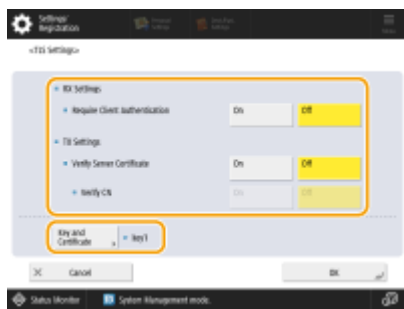 Settings/
Registration
Menu
<TLS Settings>
RX Settings
Require Client Authentication
On
Off
TX Settings
Verify Server Certificate
On
Off
Verify CN
On
Off
Key and
Certificate
key1
Cancel
OK
Status Monitor
System Management mode.